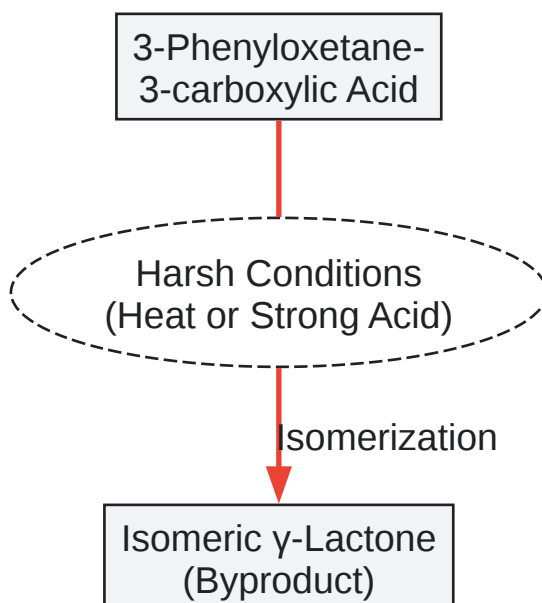 3-Phenyloxetane-
3-carboxylic Acid
Harsh Conditions
(Heat or Strong Acid)
Isomerization
Isomeric γ-Lactone
(Byproduct)